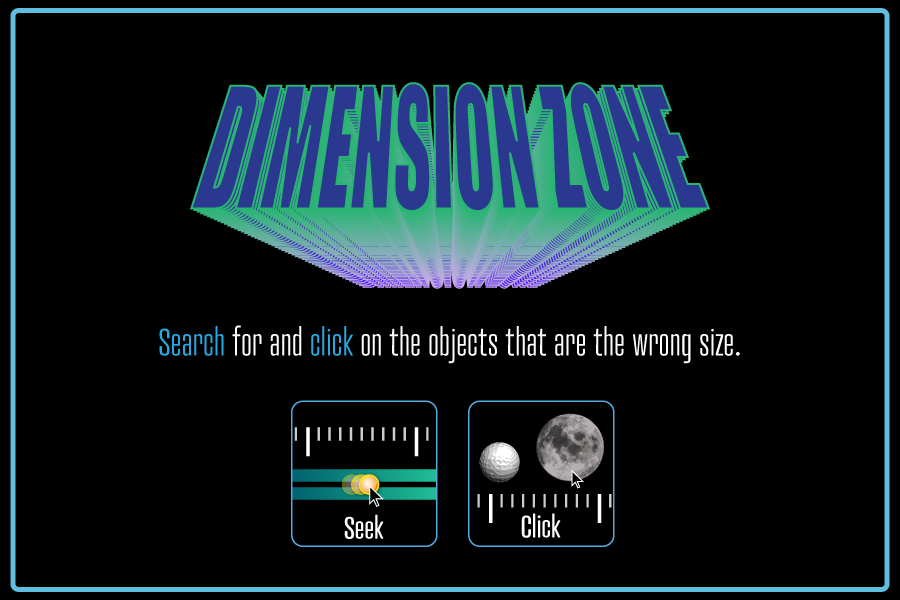 DIMENSION ZONE
Search for and click on the objects that are the wrong size.
Seek
Click